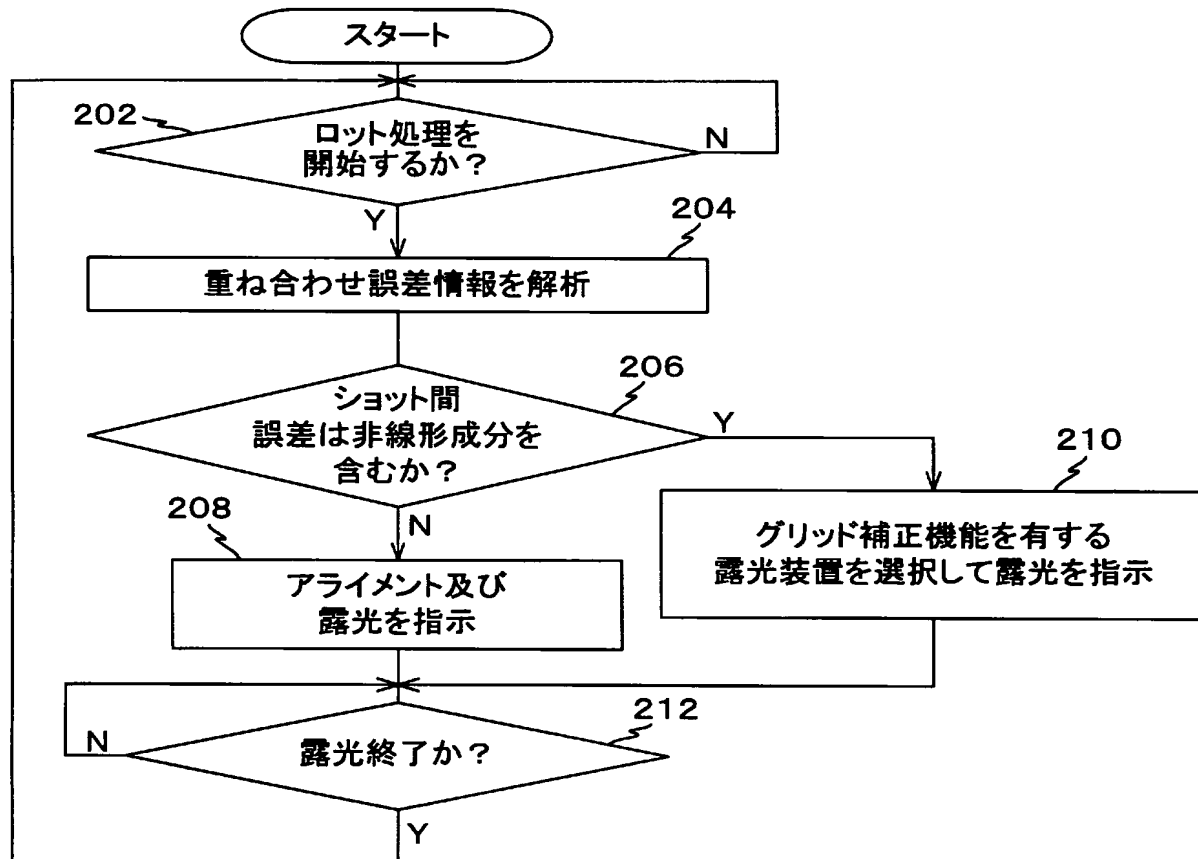 スタート
202
ロット処理を
開始するか？
N
Y
204
重ね合わせ誤差情報を解析
206
ショット間
誤差は非線形成分を
含むか？
Y
N
208
アライメント及び
露光を指示
210
グリッド補正機能を有する
露光装置を選択して露光を指示
212
露光終了か？
N
Y